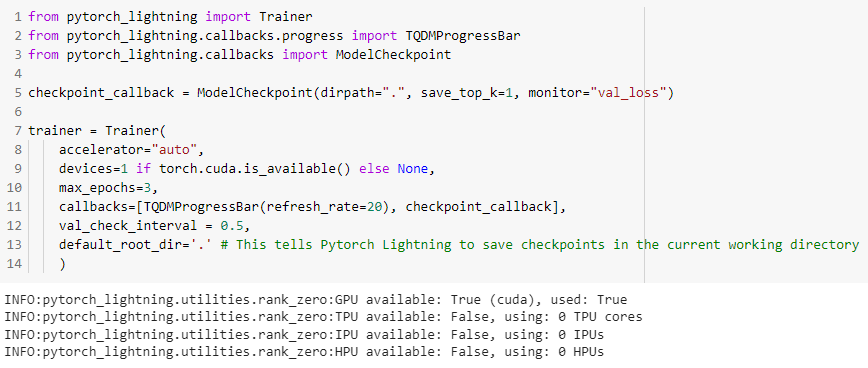 1 from pytorch_lightning import Trainer
2 from pytorch_lightning.callbacks.progress import TQDMProgressBar
3 from pytorch_lightning.callbacks import ModelCheckpoint
4
5 checkpoint_callback = ModelCheckpoint(dirpath=".", save_top_k=1, monitor="val_loss")
6
7 trainer = Trainer(
8     accelerator="auto",
9     devices=1 if torch.cuda.is_available() else None,
10     max_epochs=3,
11     callbacks=[TQDMProgressBar(refresh_rate=20), checkpoint_callback],
12     val_check_interval = 0.5,
13     default_root_dir='.' # This tells Pytorch Lightning to save checkpoints in the current working directory
14     )
INFO:pytorch_lightning.utilities.rank_zero:GPU available: True (cuda), used: True
INFO:pytorch_lightning.utilities.rank_zero:TPU available: False, using: 0 TPU cores
INFO:pytorch_lightning.utilities.rank_zero:IPU available: False, using: 0 IPUs
INFO:pytorch_lightning.utilities.rank_zero:HPU available: False, using: 0 HPUs